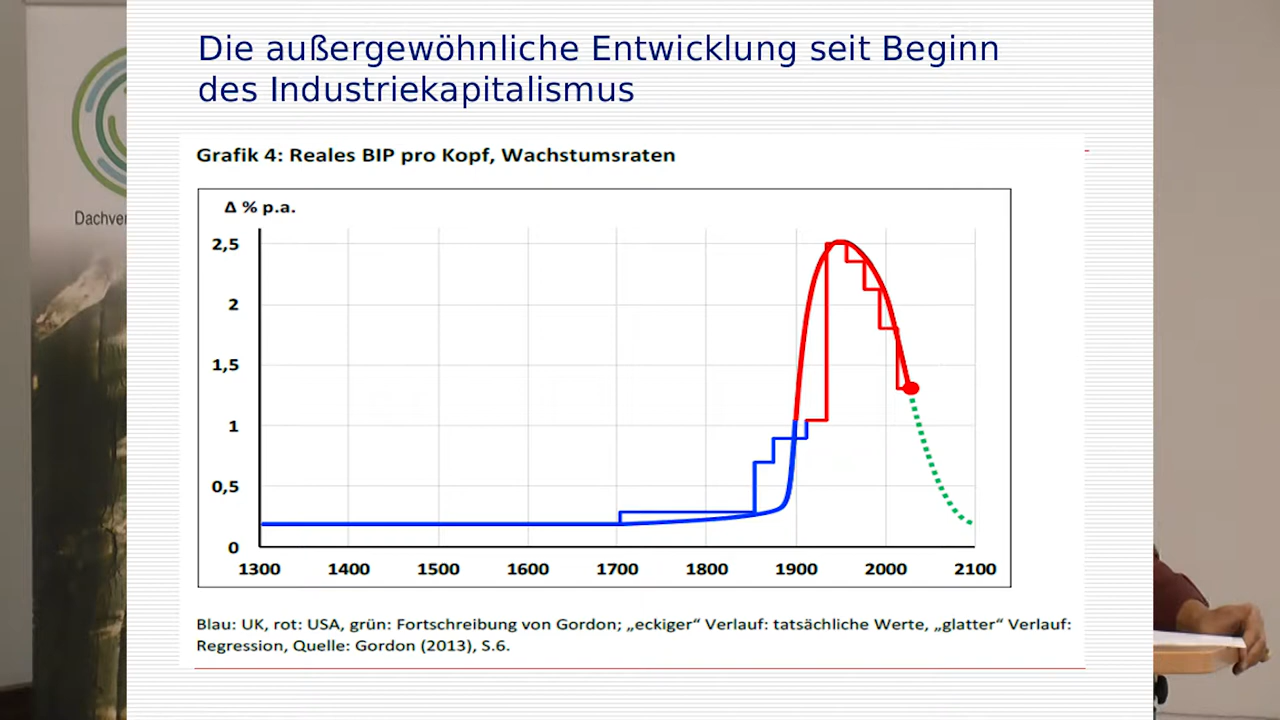 Die außergewöhnliche Entwicklung seit Beginn
des Industriekapitalismus
Grafik 4: Reales BIP pro Kopf, Wachstumsraten
Δ % p.a.
2,5
2
1,5
1
0,5
0
1300 1400 1500 1600 1700 1800 1900 2000 2100
Blau: UK, rot: USA, grün: Fortschreibung von Gordon; „eckiger“ Verlauf: tatsächliche Werte, „glatter“ Verlauf:
Regression, Quelle: Gordon (2013), S.6.